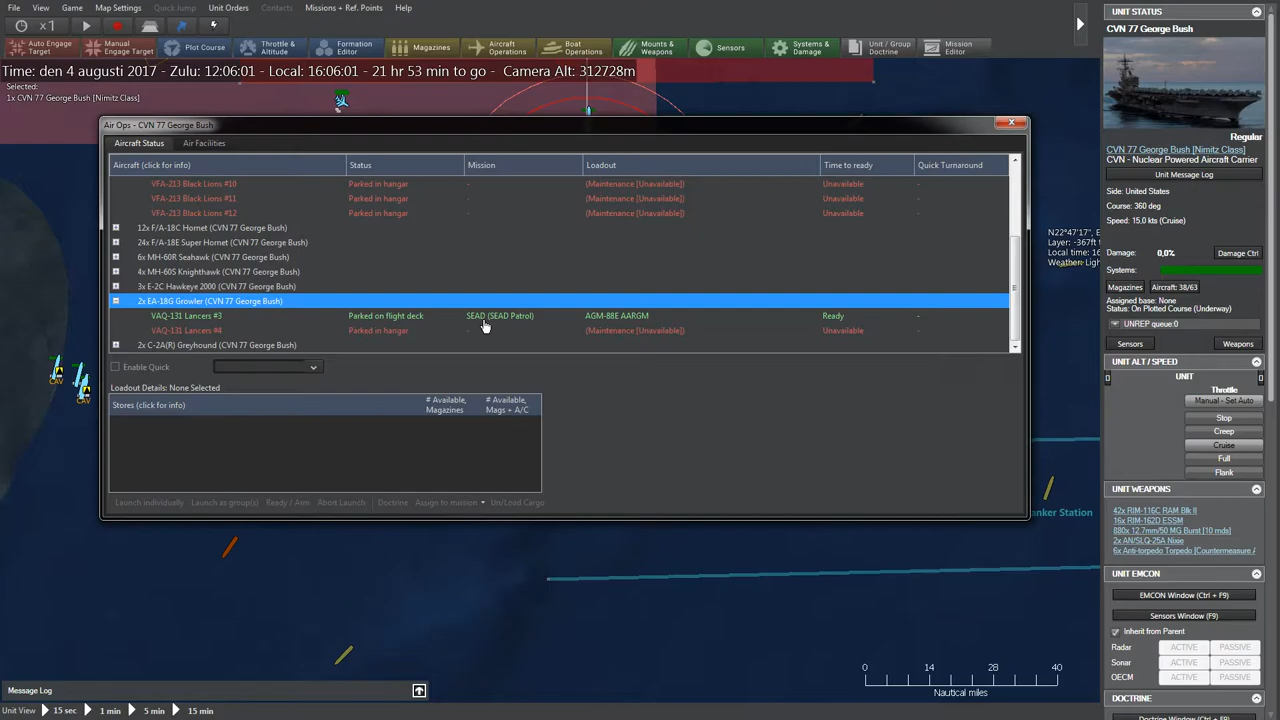 File View Game Map Settings Quick Jump Unit Orders Contacts Missions + Ref. Points Help
×1
Auto Engage Target
Manual Engage Target
Plot Course
Throttle & Altitude
Formation Editor
Magazines
Aircraft Operations
Boat Operations
Mounts & Weapons
Sensors
Systems & Damage
Unit / Group Doctrine
Mission Editor
Time: den 4 augusti 2017 - Zulu: 12:06:01 - Local: 16:06:01 - 21 hr 53 min to go - Camera Alt: 312728m
Selected:
1x CVN 77 George Bush [Nimitz Class]
Air Ops - CVN 77 George Bush
Aircraft Status Air Facilities
Aircraft (click for info) Status Mission Loadout Time to ready Quick Turnaround
VFA-213 Black Lions #10 Parked in hangar - (Maintenance [Unavailable]) Unavailable -
VFA-213 Black Lions #11 Parked in hangar - (Maintenance [Unavailable]) Unavailable -
VFA-213 Black Lions #12 Parked in hangar - (Maintenance [Unavailable]) Unavailable -
12x F/A-18C Hornet (CVN 77 George Bush)
24x F/A-18E Super Hornet (CVN 77 George Bush)
6x MH-60R Seahawk (CVN 77 George Bush)
4x MH-60S Knighthawk (CVN 77 George Bush)
3x E-2C Hawkeye 2000 (CVN 77 George Bush)
2x EA-18G Growler (CVN 77 George Bush)
VAQ-131 Lancers #3 Parked on flight deck SEAD (SEAD Patrol) AGM-88E AARGM Ready -
VAQ-131 Lancers #4 Parked in hangar - (Maintenance [Unavailable]) Unavailable -
2x C-2A(R) Greyhound (CVN 77 George Bush)
Enable Quick
Loadout Details: None Selected
Stores (click for info) # Available, Magazines # Available, Mags + A/C
Launch individually Launch as group(s) Ready / Arm Abort Launch Doctrine Assign to mission Un/Load Cargo
CAV
CAV
N22°47'17", E
Layer: -367ft t
Local time: 16
Weather: Ligh
nker Station
0 14 28 39 40
Nautical miles
Message Log
Unit View 15 sec 1 min 5 min 15 min
UNIT STATUS
CVN 77 George Bush
Regular
CVN 77 George Bush [Nimitz Class]
CVN - Nuclear Powered Aircraft Carrier
Unit Message Log
Side: United States
Course: 360 deg
Speed: 15.0 kts (Cruise)
Damage: 0,0% Damage Ctrl
Systems:
Magazines Aircraft: 38/63
Assigned base: None
Status: On Plotted Course (Underway)
UNREP queue:0
Sensors Weapons
UNIT ALT / SPEED
UNIT
Throttle
Manual - Set Auto
Stop
Creep
Cruise
Full
Flank
UNIT WEAPONS
42x RIM-116C RAM Blk II
16x RIM-162D ESSM
880x 12.7mm/50 MG Burst [10 rnds]
2x AN/SLQ-25A Nixie
6x Anti-torpedo Torpedo [Countermeasure A
UNIT EMCON
EMCON Window (Ctrl + F9)
Sensors Window (F9)
Inherit from Parent
Radar ACTIVE PASSIVE
Sonar ACTIVE PASSIVE
OECM ACTIVE PASSIVE
DOCTRINE
Doctrine Window (Ctrl + F9)